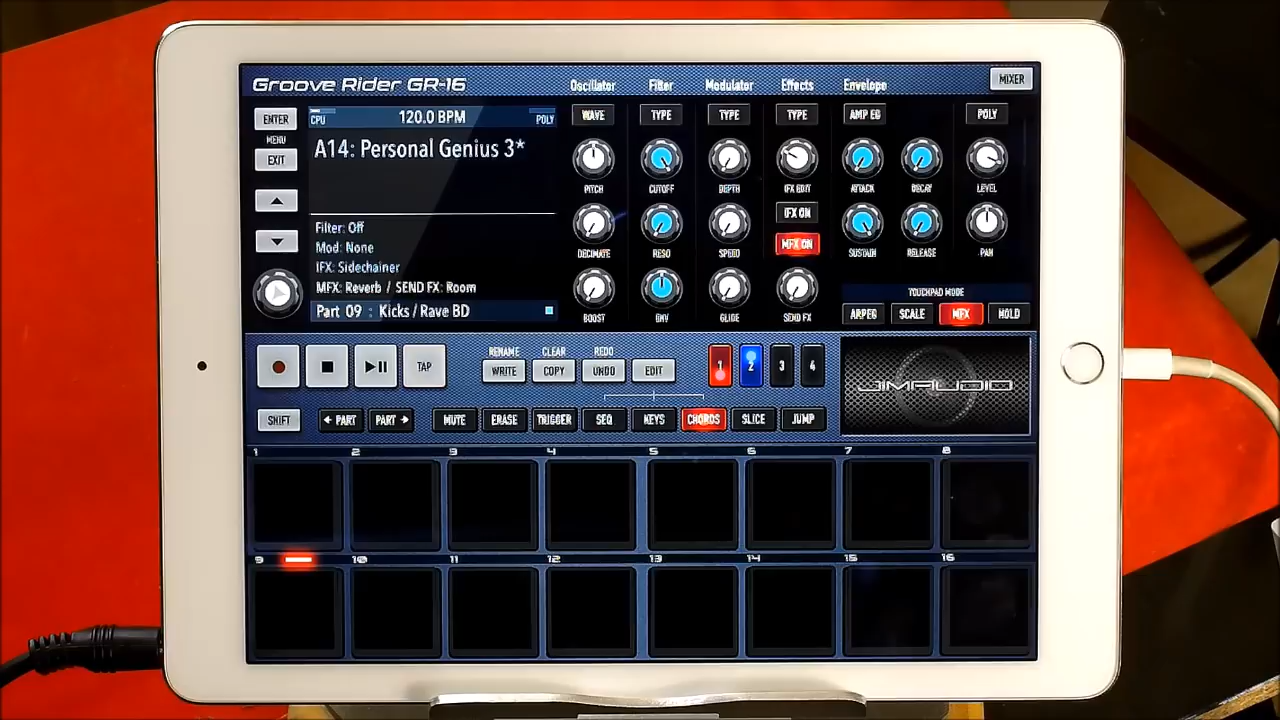 Groove Rider GR-16
Oscillator Filter Modulator Effects Envelope MIXER
ENTER CPU 120.0 BPM POLY WAVE TYPE TYPE TYPE AMP EG POLY
MENU
EXIT
A14: Personal Genius 3*
PITCH CUTOFF DEPTH IFX EDIT ATTACK DECAY LEVEL
IFX ON
Filter: Off
Mod: None MFX ON
DECIMATE RESO SPEED SUSTAIN RELEASE PAN
IFX: Sidechainer
MFX: Reverb / SEND FX: Room
TOUCHPAD MODE
Part 09 : Kicks / Rave BD
BOOST ENV GLIDE SEND FX ARPEG SCALE MFX HOLD
RENAME CLEAR REDO
TAP WRITE COPY UNDO EDIT 1 2 3 4
JIMAUDIO
SHIFT ← PART PART → MUTE ERASE TRIGGER SEQ KEYS CHORDS SLICE JUMP
1 2 3 4 5 6 7 8
9 10 11 12 13 14 15 16